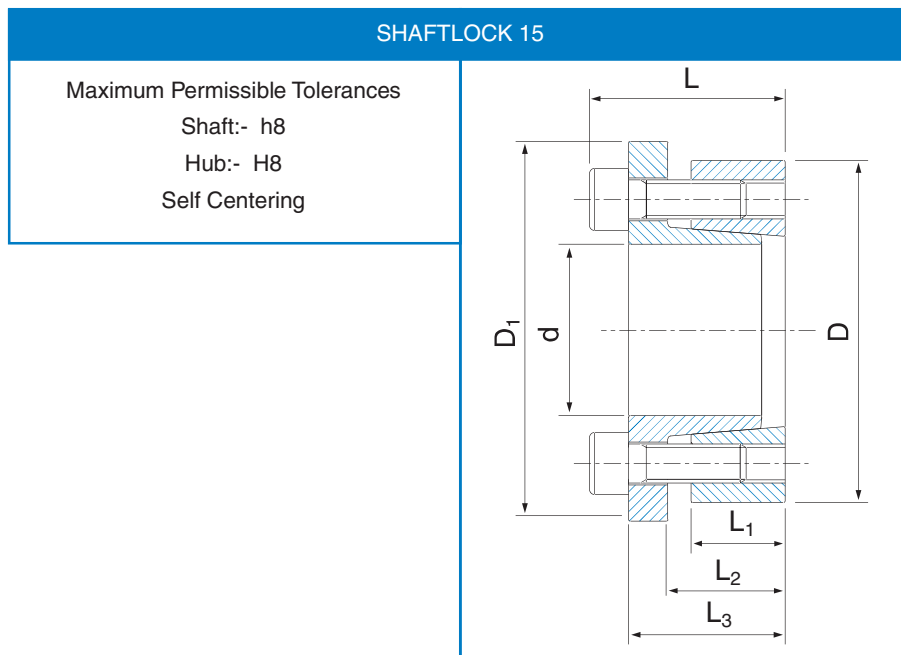 SHAFTLOCK 15
Maximum Permissible Tolerances
Shaft:- h8
Hub:- H8
Self Centering
L
D₁
d
D
L₁
L₂
L₃